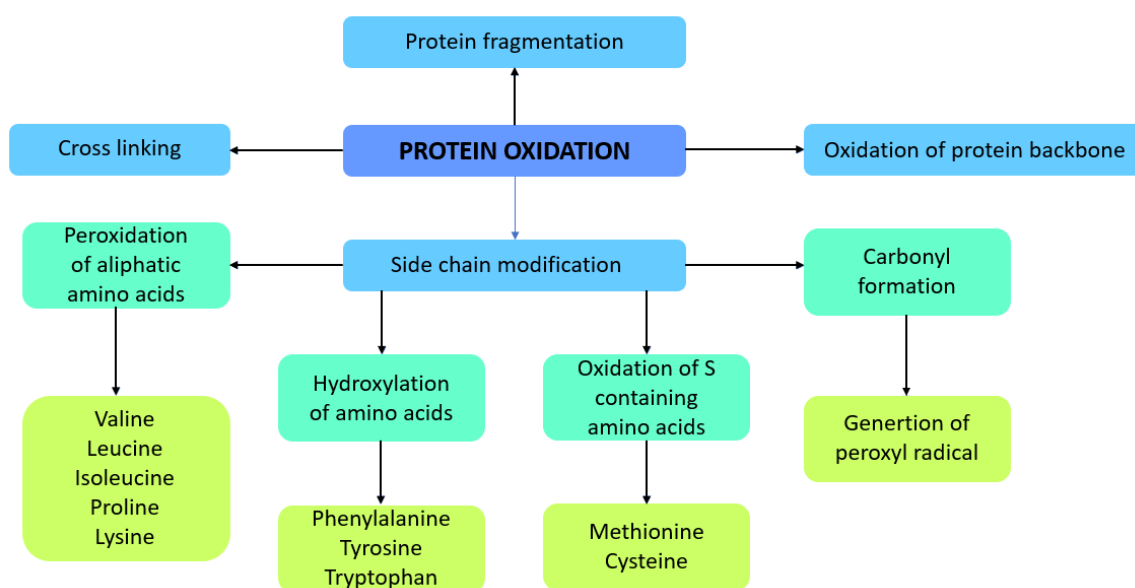 Protein fragmentation
Cross linking
PROTEIN OXIDATION
Oxidation of protein backbone
Peroxidation
of aliphatic
amino acids
Side chain modification
Carbonyl
formation
Hydroxylation
of amino acids
Oxidation of S
containing
amino acids
Valine
Leucine
Isoleucine
Proline
Lysine
Genertion of
peroxyl radical
Phenylalanine
Tyrosine
Tryptophan
Methionine
Cysteine